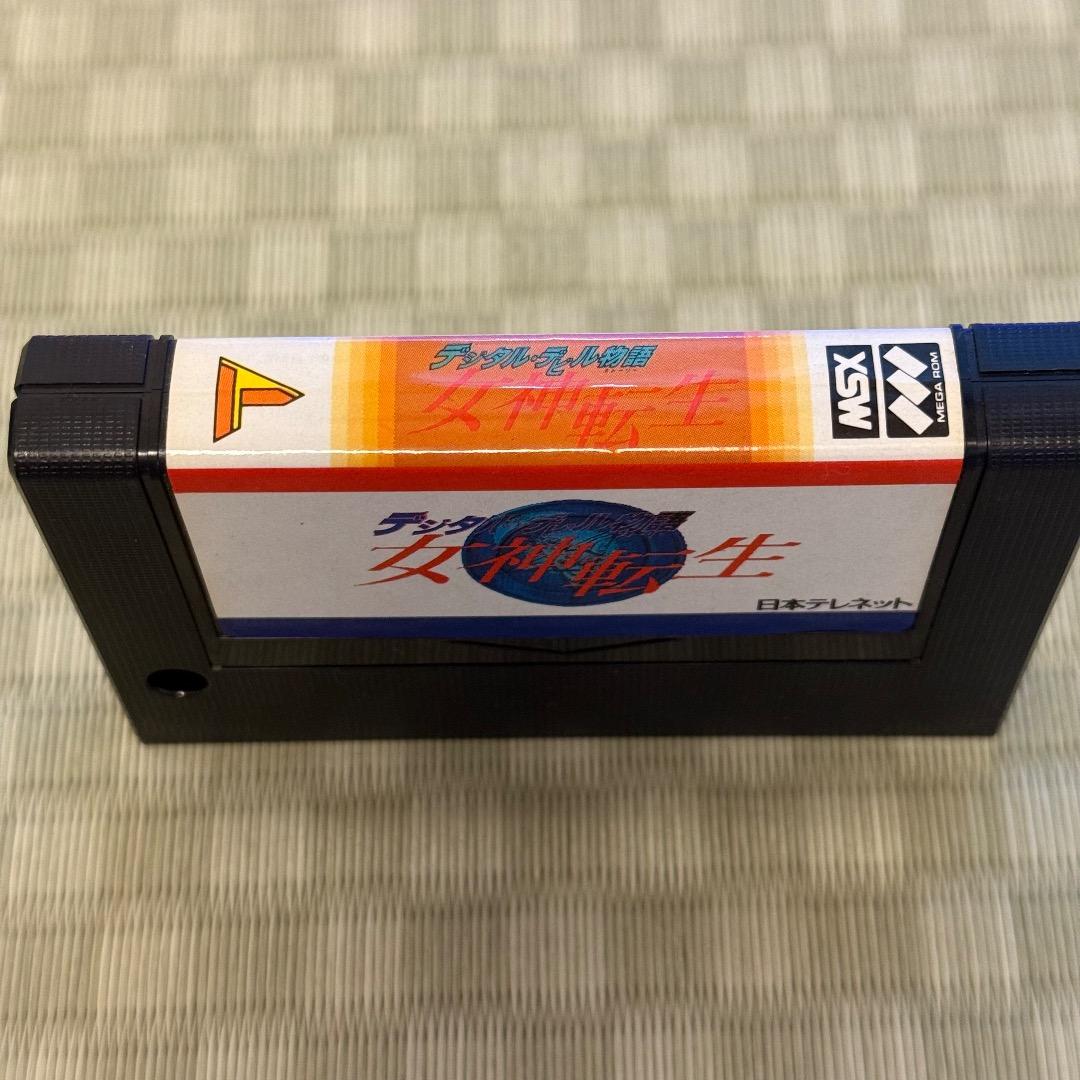 デジタル・デビル物語
女神転生
MSX
MEGA ROM
デジタル・デビル物語
女神転生
日本テレネット